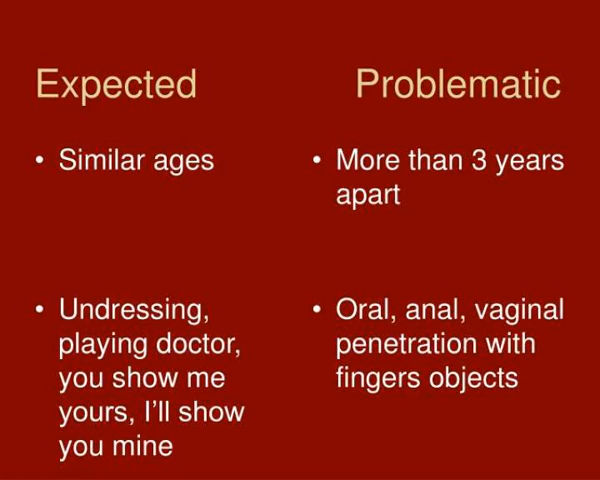 Expected
Problematic
• Similar ages
• More than 3 years
apart
• Undressing,
playing doctor,
you show me
yours, I'll show
you mine
• Oral, anal, vaginal
penetration with
fingers objects